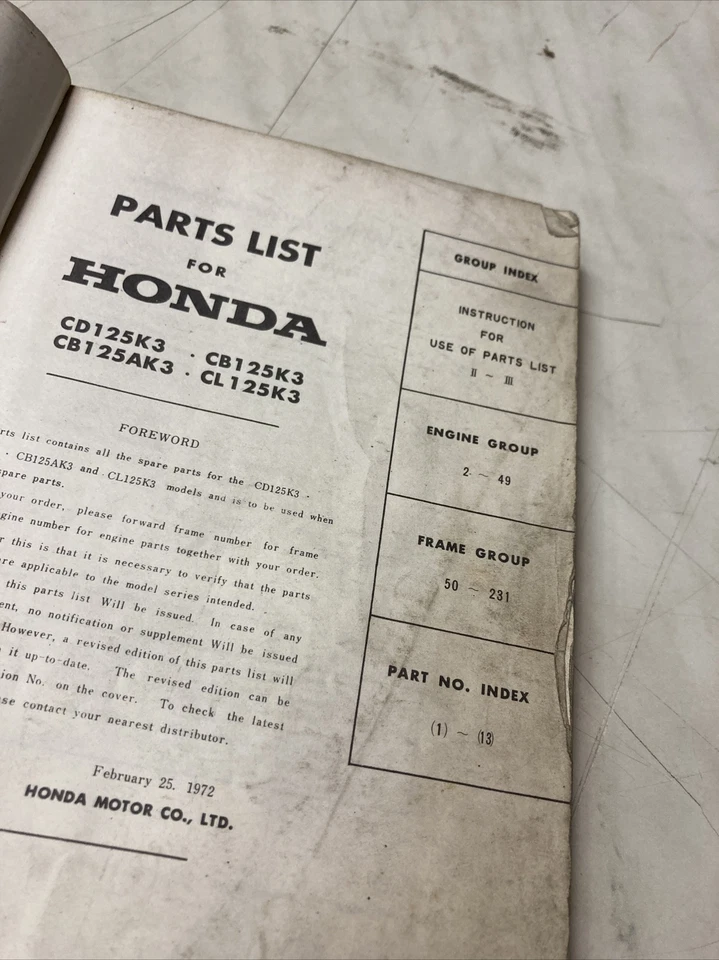 PARTS LIST
FOR
HONDA
CD125K3 · CB125K3
CB125AK3 · CL125K3
FOREWORD
parts list contains all the spare parts for the CD125K3 ·
· CB125AK3 and CL125K3 models and is to be used when
spare parts.
your order, please forward frame number for frame
engine number for engine parts together with your order.
r this is that it is necessary to verify that the parts
are applicable to the model series intended.
this parts list Will be issued. In case of any
ent, no notification or supplement Will be issued
However, a revised edition of this parts list will
it up-to-date. The revised edition can be
tion No. on the cover. To check the latest
ase contact your nearest distributor.
February 25. 1972
HONDA MOTOR CO., LTD.
GROUP INDEX
INSTRUCTION
FOR
USE OF PARTS LIST
II ~ III
ENGINE GROUP
2 ~ 49
FRAME GROUP
50 ~ 231
PART NO. INDEX
(1) ~ (13)